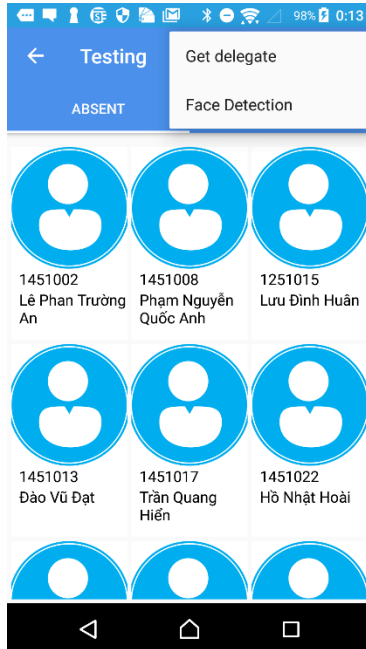 98% 0:13
Testing
Get delegate
ABSENT
Face Detection
1451002
Lê Phan Trường
An
1451008
Phạm Nguyễn
Quốc Anh
1251015
Lưu Đình Huân
1451013
Đào Vũ Đạt
1451017
Trần Quang
Hiển
1451022
Hồ Nhật Hoài